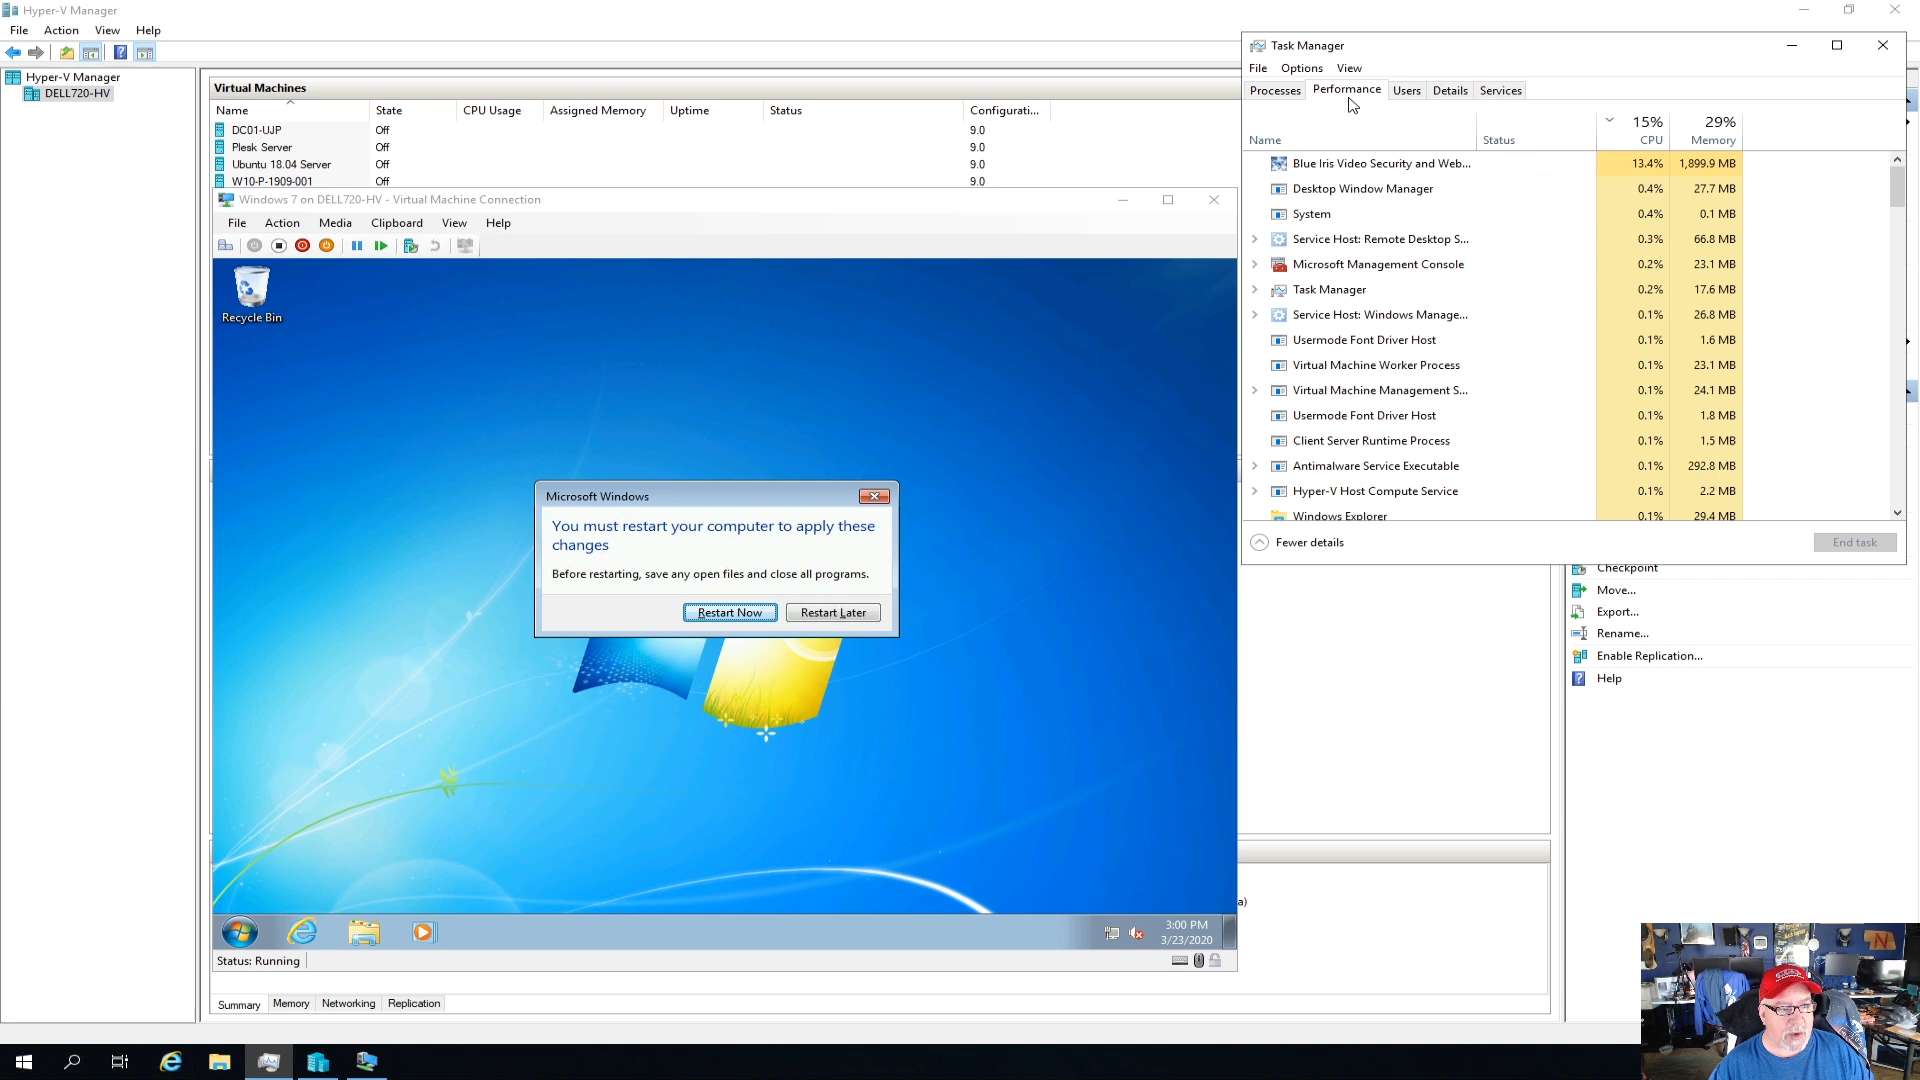 Hyper-V Manager
File Action View Help
Hyper-V Manager
DELL720-HV
Virtual Machines
Name State CPU Usage Assigned Memory Uptime Status Configurati...
DC01-UJP Off 9.0
Plesk Server Off 9.0
Ubuntu 18.04 Server Off 9.0
W10-P-1909-001 Off 9.0
Windows 7 on DELL720-HV - Virtual Machine Connection
File Action Media Clipboard View Help
Recycle Bin
Microsoft Windows
You must restart your computer to apply these
changes
Before restarting, save any open files and close all programs.
Restart Now Restart Later
3:00 PM
3/23/2020
Status: Running
a)
Summary Memory Networking Replication
Task Manager
File Options View
Processes Performance Users Details Services
15% 29%
Name Status CPU Memory
Blue Iris Video Security and Web... 13.4% 1,899.9 MB
Desktop Window Manager 0.4% 27.7 MB
System 0.4% 0.1 MB
Service Host: Remote Desktop S... 0.3% 66.8 MB
Microsoft Management Console 0.2% 23.1 MB
Task Manager 0.2% 17.6 MB
Service Host: Windows Manage... 0.1% 26.8 MB
Usermode Font Driver Host 0.1% 1.6 MB
Virtual Machine Worker Process 0.1% 23.1 MB
Virtual Machine Management S... 0.1% 24.1 MB
Usermode Font Driver Host 0.1% 1.8 MB
Client Server Runtime Process 0.1% 1.5 MB
Antimalware Service Executable 0.1% 292.8 MB
Hyper-V Host Compute Service 0.1% 2.2 MB
Windows Explorer 0.1% 29.4 MB
Fewer details End task
Checkpoint
Move...
Export...
Rename...
Enable Replication...
Help
N